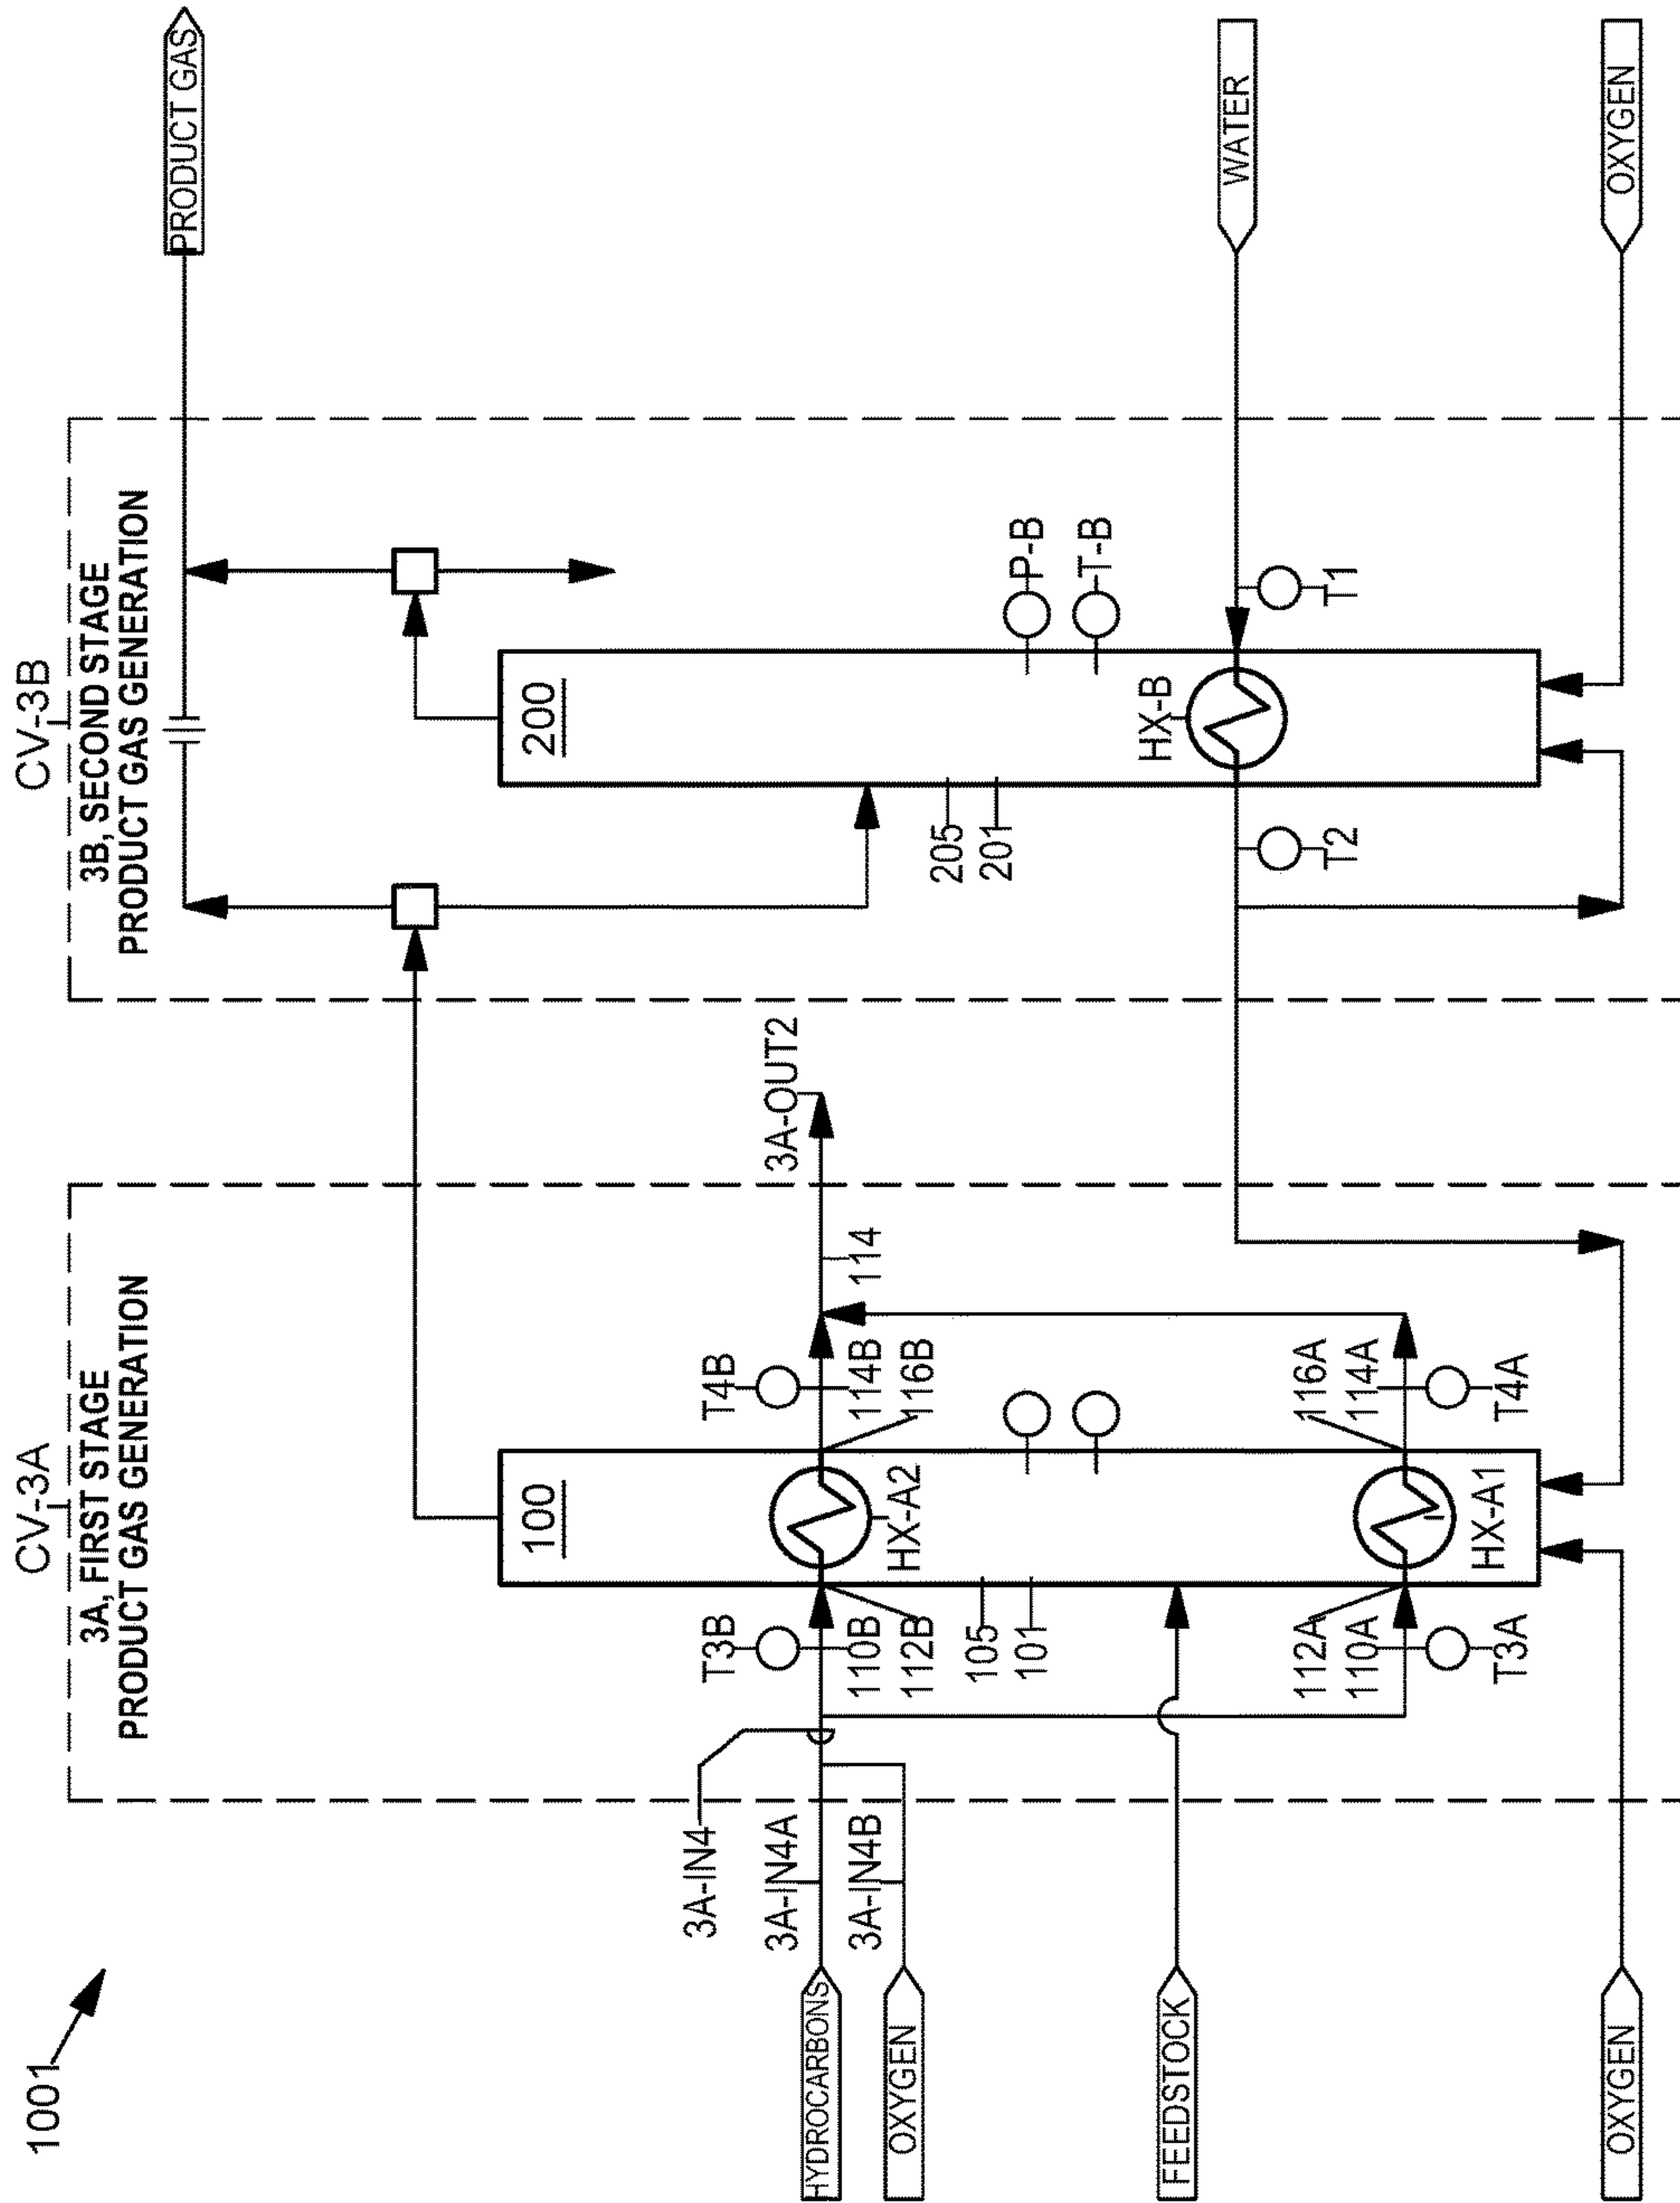 1001
CV-3A
3A, FIRST STAGE
PRODUCT GAS GENERATION
CV-3B
3B, SECOND STAGE
PRODUCT GAS GENERATION
PRODUCT GAS
100
200
3A-IN4
3A-IN4A
3A-IN4B
HYDROCARBONS
OXYGEN
FEEDSTOCK
OXYGEN
T3B
110B
112B
105
101
112A
110A
T3A
HX-A2
HX-A1
T4B
114B
116B
116A
114A
T4A
114
3A-OUT2
205
201
T2
HX-B
P-B
T-B
T1
WATER
OXYGEN